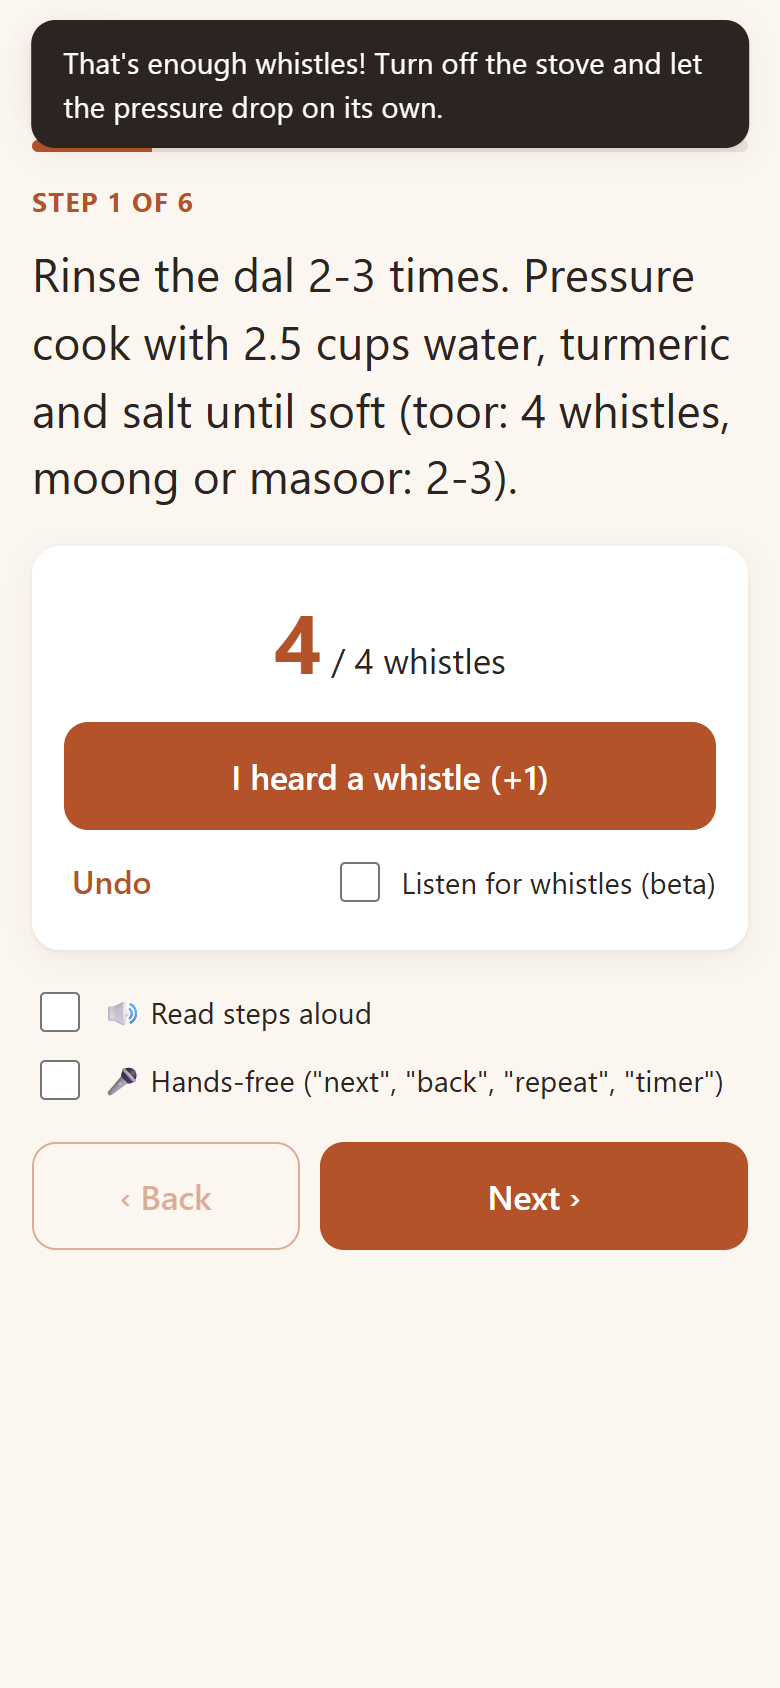 That's enough whistles! Turn off the stove and let
the pressure drop on its own.
STEP 1 OF 6
Rinse the dal 2-3 times. Pressure
cook with 2.5 cups water, turmeric
and salt until soft (toor: 4 whistles,
moong or masoor: 2-3).
4 / 4 whistles
I heard a whistle (+1)
Undo
Listen for whistles (beta)
🔊 Read steps aloud
🎤 Hands-free ("next", "back", "repeat", "timer")
‹ Back
Next ›